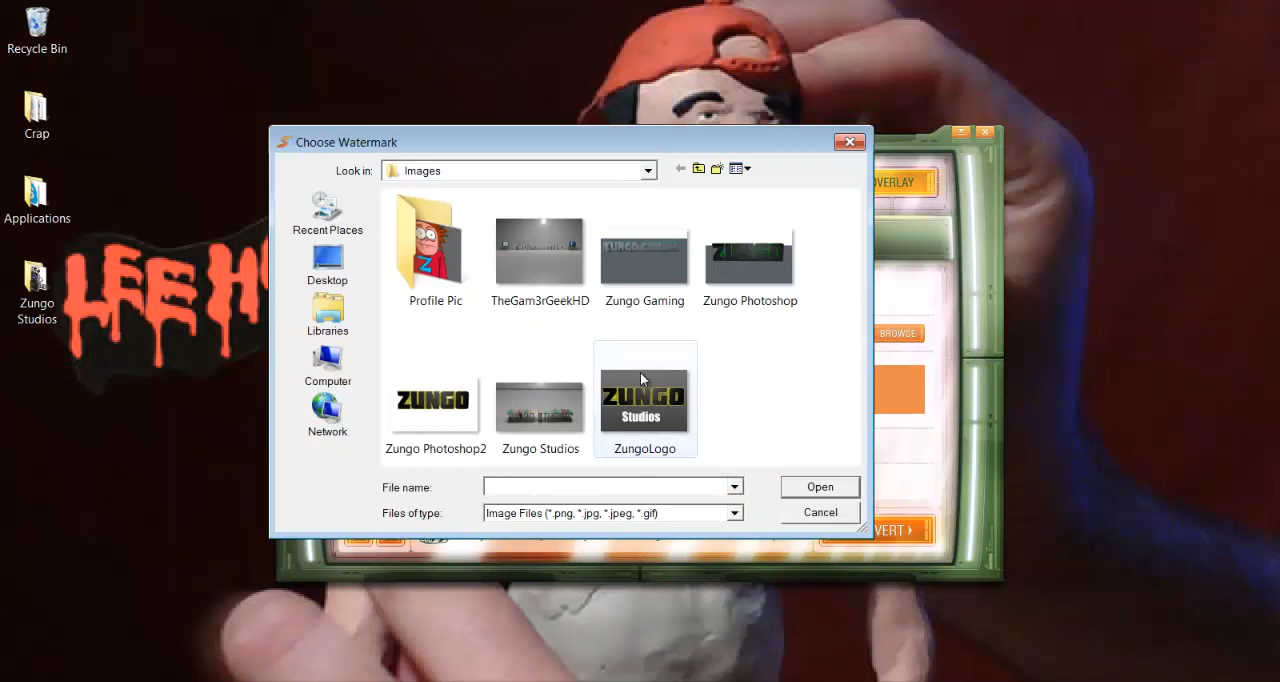 Recycle Bin
Crap
Applications
Zungo
Studios
LEE H
Choose Watermark
Look in:
Images
Recent Places
Desktop
Libraries
Computer
Network
Profile Pic
TheGam3rGeekHD
Zungo Gaming
Zungo Photoshop
ZUNGO
ZUNGO
Studios
Zungo Photoshop2
Zungo Studios
ZungoLogo
File name:
Open
Files of type:
Image Files (*.png, *.jpg, *.jpeg, *.gif)
Cancel
OVERLAY
BROWSE
VERT